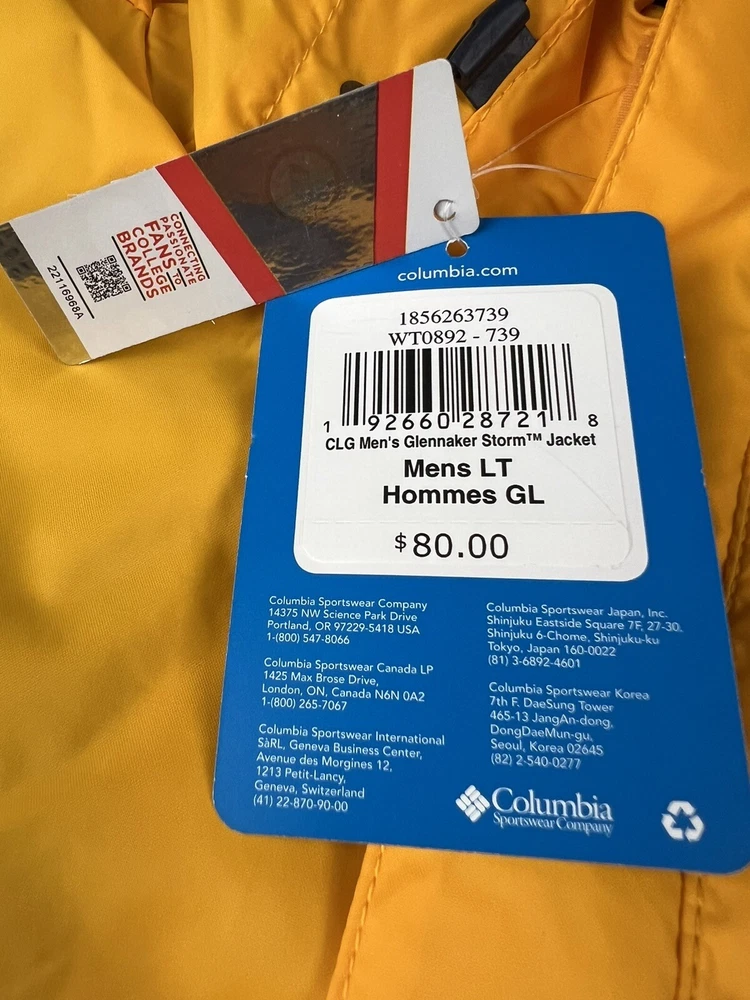 CONNECTING
PASSIONATE
FANS TO
COLLEGE
BRANDS
22116968A
columbia.com
1856263739
WT0892 - 739
1 92660 28721 8
CLG Men's Glennaker Storm™ Jacket
Mens LT
Hommes GL
$80.00
Columbia Sportswear Company
14375 NW Science Park Drive
Portland, OR 97229-5418 USA
1-(800) 547-8066
Columbia Sportswear Canada LP
1425 Max Brose Drive,
London, ON, Canada N6N 0A2
1-(800) 265-7067
Columbia Sportswear International
SàRL, Geneva Business Center,
Avenue des Morgines 12,
1213 Petit-Lancy,
Geneva, Switzerland
(41) 22-870-90-00
Columbia Sportswear Japan, Inc.
Shinjuku Eastside Square 7F, 27-30,
Shinjuku 6-Chome, Shinjuku-ku
Tokyo, Japan 160-0022
(81) 3-6892-4601
Columbia Sportswear Korea
7th F. DaeSung Tower
465-13 JangAn-dong,
DongDaeMun-gu,
Seoul, Korea 02645
(82) 2-540-0277
Columbia
Sportswear Company